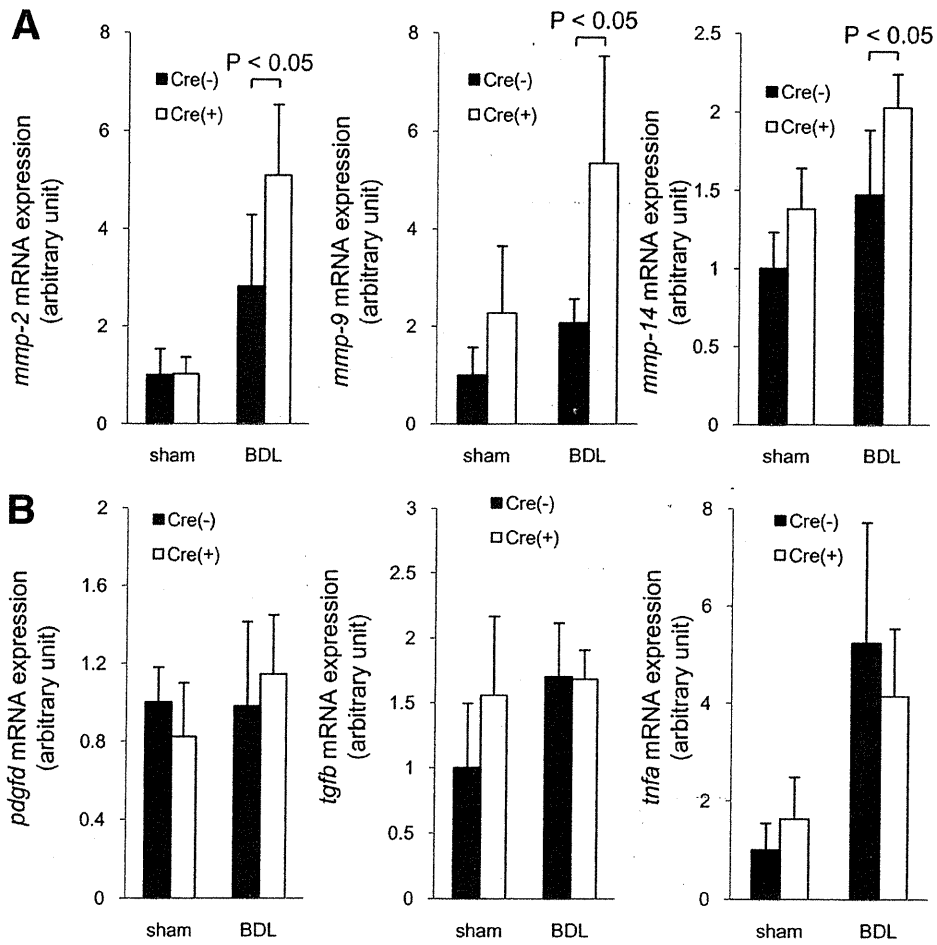 A
8
6
4
2
0
mmp-2 mRNA expression
(arbitrary unit)
Cre(-)
Cre(+)
P < 0.05
sham
BDL
8
6
4
2
0
mmp-9 mRNA expression
(arbitrary unit)
Cre(-)
Cre(+)
P < 0.05
sham
BDL
2.5
2
1.5
1
0.5
0
mmp-14 mRNA expression
(arbitrary unit)
Cre(-)
Cre(+)
P < 0.05
sham
BDL
B
2
1.6
1.2
0.8
0.4
0
pdgfd mRNA expression
(arbitrary unit)
Cre(-)
Cre(+)
sham
BDL
3
2.5
2
1.5
1
0.5
0
tgfb mRNA expression
(arbitrary unit)
Cre(-)
Cre(+)
sham
BDL
8
6
4
2
0
tnfa mRNA expression
(arbitrary unit)
Cre(-)
Cre(+)
sham
BDL